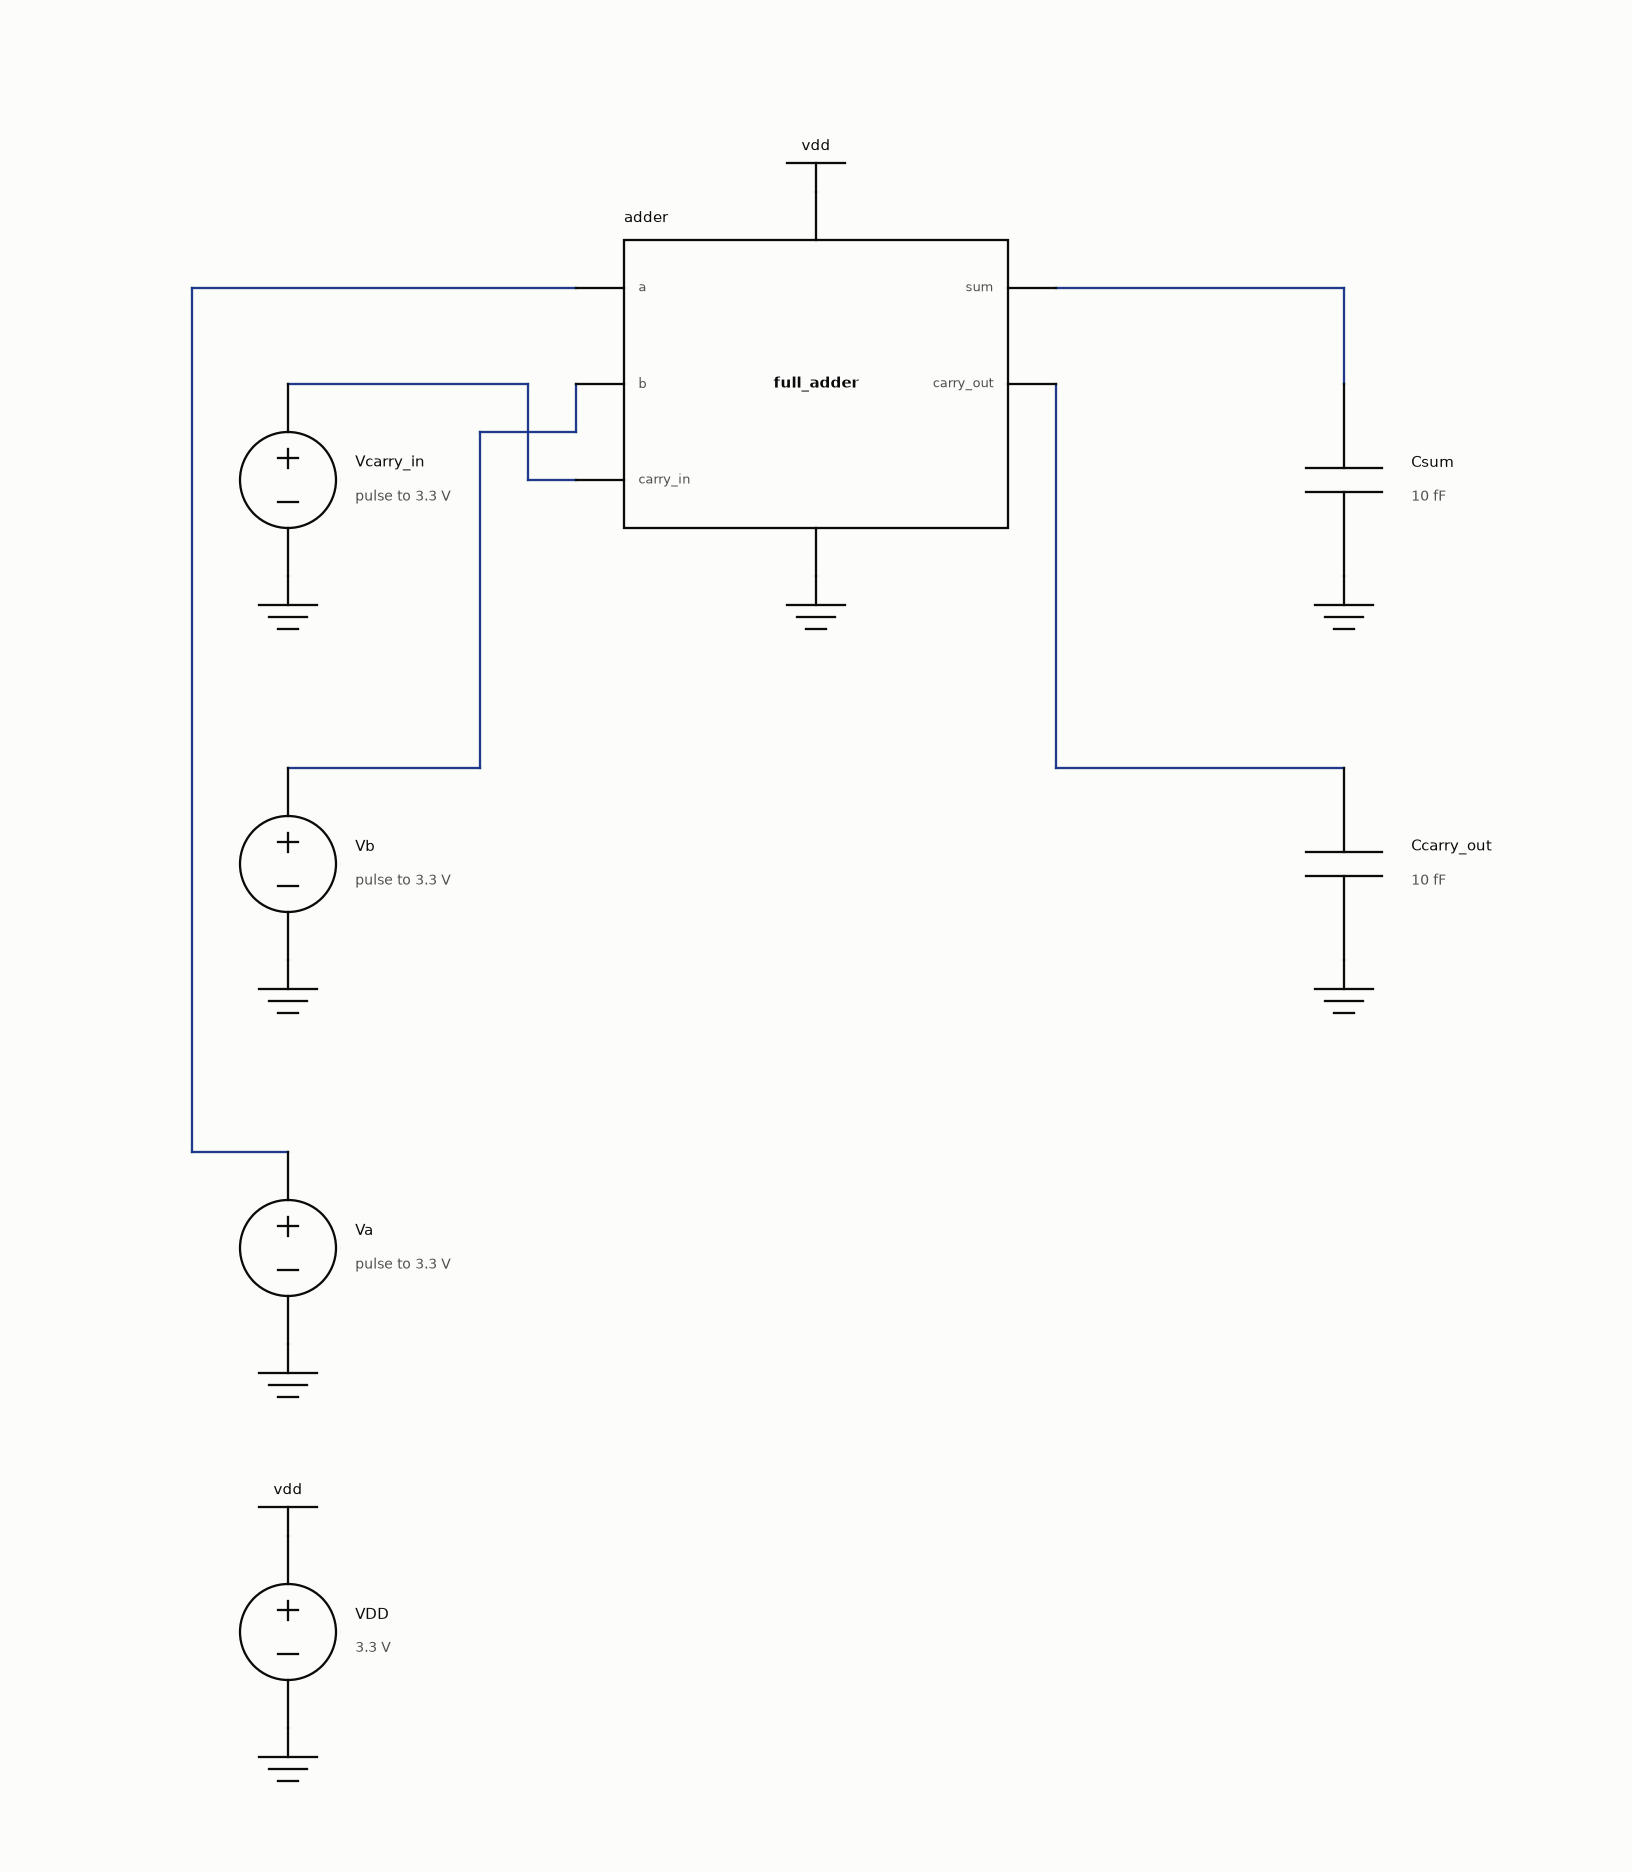 vdd
adder
a
sum
b
full_adder
carry_out
Vcarry_in
pulse to 3.3 V
carry_in
Csum
10 fF
Vb
pulse to 3.3 V
Ccarry_out
10 fF
Va
pulse to 3.3 V
vdd
VDD
3.3 V